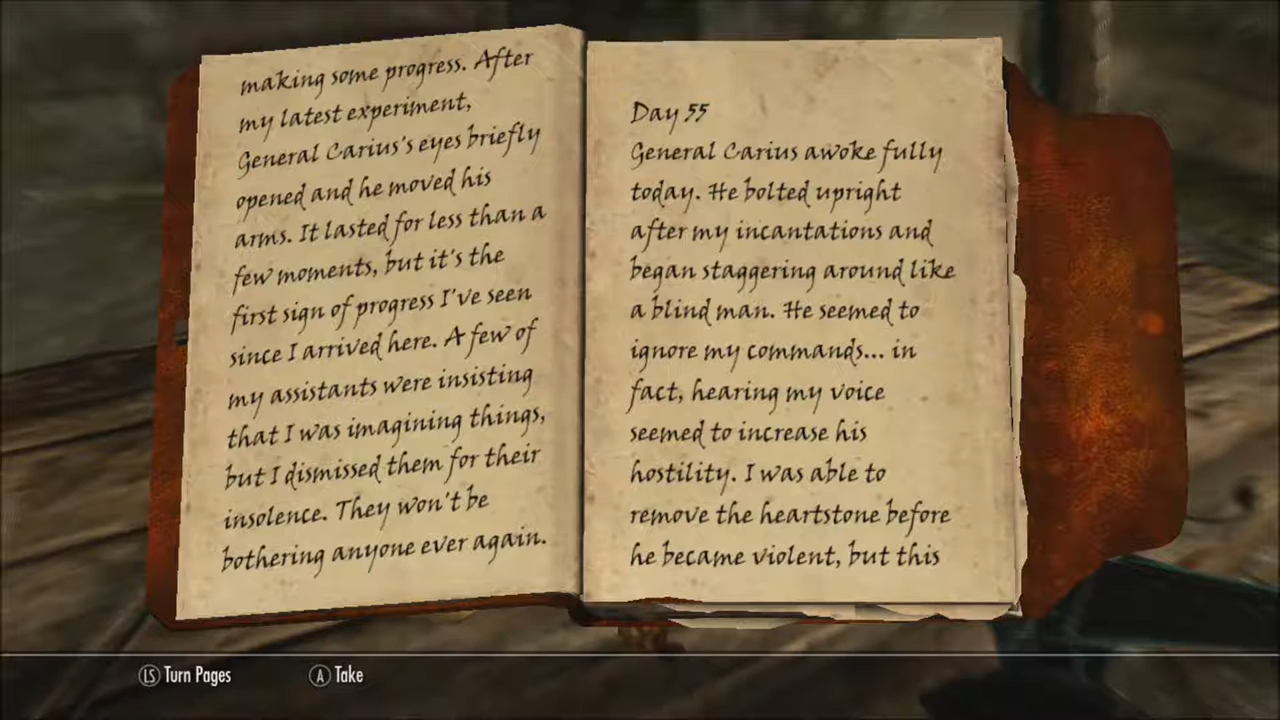 making some progress. After
my latest experiment,
General Carius's eyes briefly
opened and he moved his
arms. It lasted for less than a
few moments, but it's the
first sign of progress I've seen
since I arrived here. A few of
my assistants were insisting
that I was imagining things,
but I dismissed them for their
insolence. They won't be
bothering anyone ever again.
Day 55
General Carius awoke fully
today. He bolted upright
after my incantations and
began staggering around like
a blind man. He seemed to
ignore my commands... in
fact, hearing my voice
seemed to increase his
hostility. I was able to
remove the heartstone before
he became violent, but this
LS Turn Pages
A Take